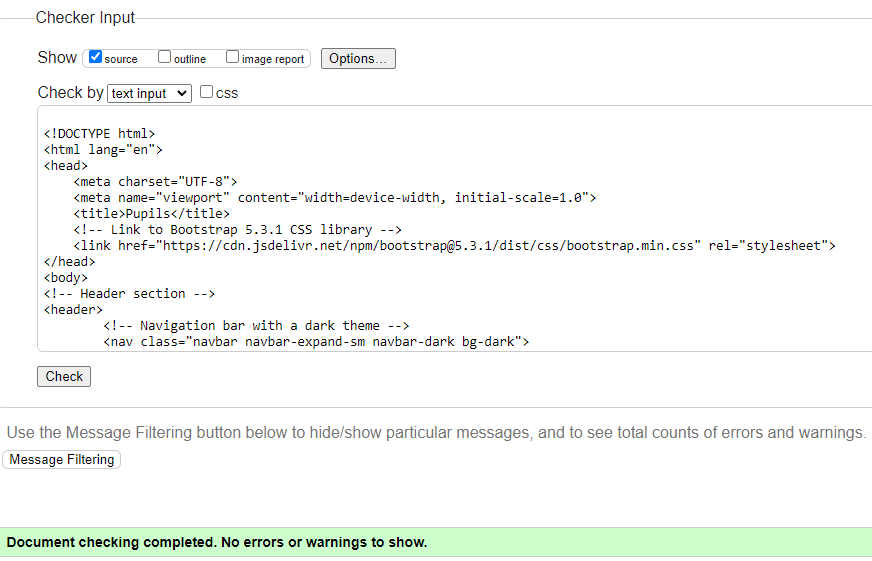 Checker Input
Show source outline image report Options...
Check by text input css
<!DOCTYPE html>
<html lang="en">
<head>
    <meta charset="UTF-8">
    <meta name="viewport" content="width=device-width, initial-scale=1.0">
    <title>Pupils</title>
    <!-- Link to Bootstrap 5.3.1 CSS library -->
    <link href="https://cdn.jsdelivr.net/npm/bootstrap@5.3.1/dist/css/bootstrap.min.css" rel="stylesheet">
</head>
<body>
<!-- Header section -->
<header>
        <!-- Navigation bar with a dark theme -->
        <nav class="navbar navbar-expand-sm navbar-dark bg-dark">
Check
Use the Message Filtering button below to hide/show particular messages, and to see total counts of errors and warnings.
Message Filtering
Document checking completed. No errors or warnings to show.